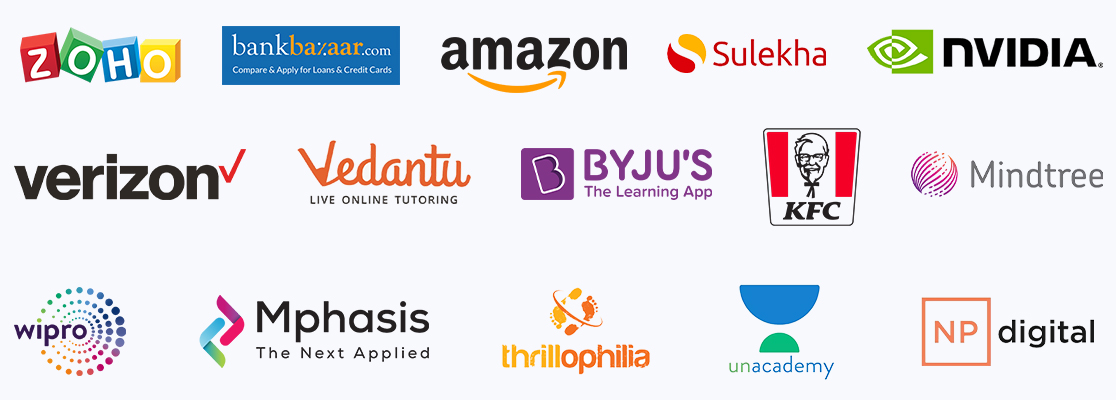 ZOHO
bankbazaar.com
Compare & Apply for Loans & Credit Cards
amazon
Sulekha
NVIDIA®
verizon
Vedantu
LIVE ONLINE TUTORING
B
BYJU'S
The Learning App
KFC
Mindtree
wipro
Mphasis
The Next Applied
thrillophilia
unacademy
NP digital